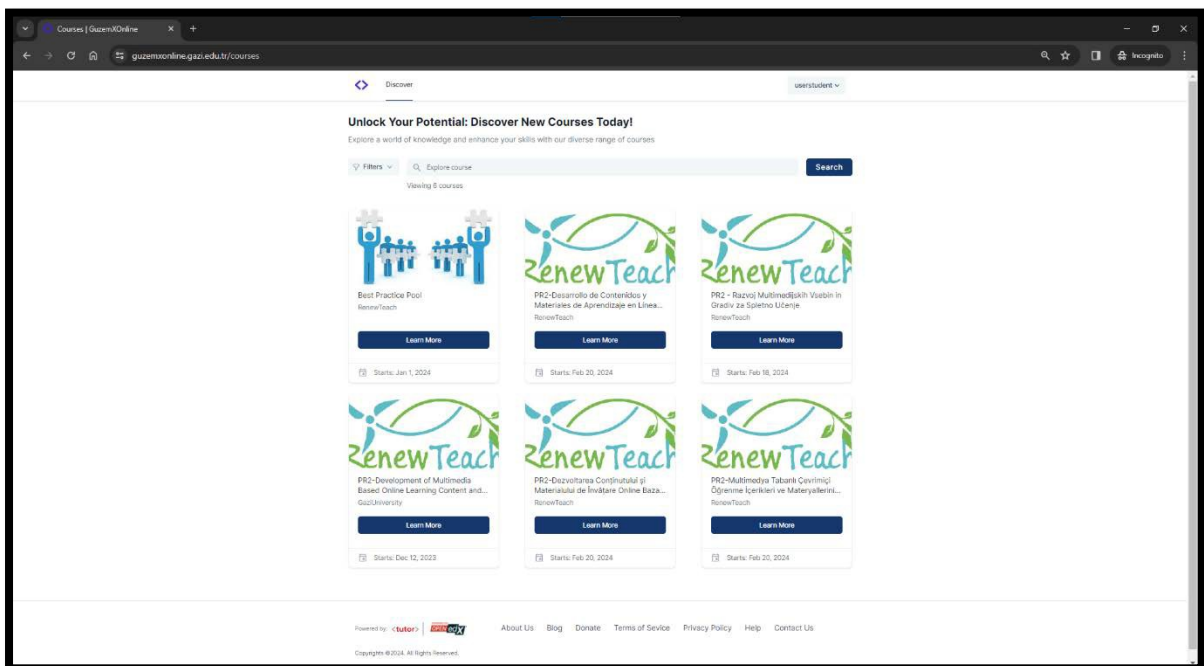 Courses | GuzemXOnline
guzemxonline.gazi.edu.tr/courses
Incognito
Discover
userstudent
Unlock Your Potential: Discover New Courses Today!
Explore a world of knowledge and enhance your skills with our diverse range of courses
Filters
Explore course
Search
Viewing 6 courses
Best Practice Pool
RenewTeach
Learn More
Starts: Jan 1, 2024
RenewTeach
PR2-Desarrollo de Contenidos y
Materiales de Aprendizaje en Línea...
RenewTeach
Learn More
Starts: Feb 20, 2024
RenewTeach
PR2 - Razvoj Multimedijskih Vsebin in
Gradiv za Spletno Učenje
RenewTeach
Learn More
Starts: Feb 18, 2024
RenewTeach
PR2-Development of Multimedia
Based Online Learning Content and...
GaziUniversity
Learn More
Starts: Dec 12, 2023
RenewTeach
PR2-Dezvoltarea Conținutului și
Materialului de Învățare Online Baza...
RenewTeach
Learn More
Starts: Feb 20, 2024
RenewTeach
PR2-Multimedya Tabanlı Çevrimiçi
Öğrenme İçerikleri ve Materyallerini...
RenewTeach
Learn More
Starts: Feb 20, 2024
Powered by <tutor> OPEN edX
About Us Blog Donate Terms of Sevice Privacy Policy Help Contact Us
Copyrights ©2024. All Rights Reserved.